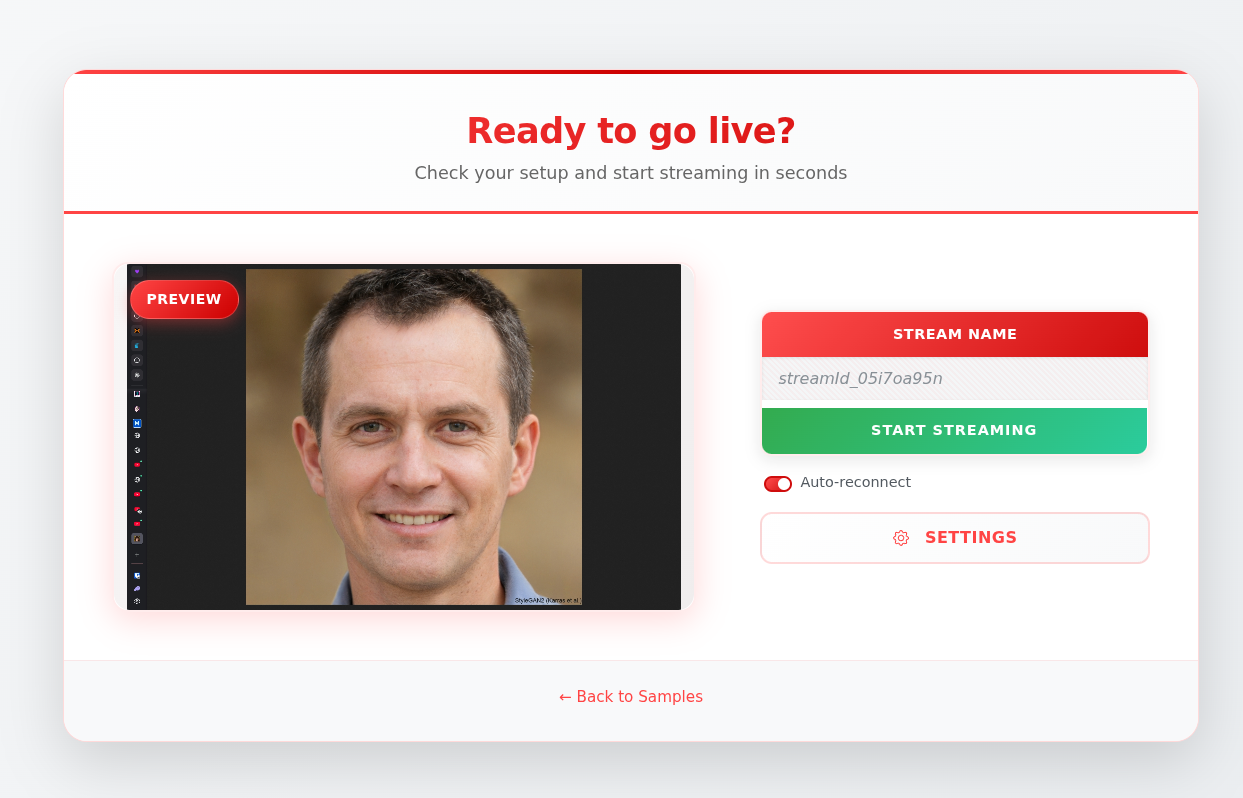 Ready to go live?
Check your setup and start streaming in seconds
PREVIEW
StyleGAN2 (Karras et al.)
STREAM NAME
streamId_05i7oa95n
START STREAMING
Auto-reconnect
SETTINGS
← Back to Samples